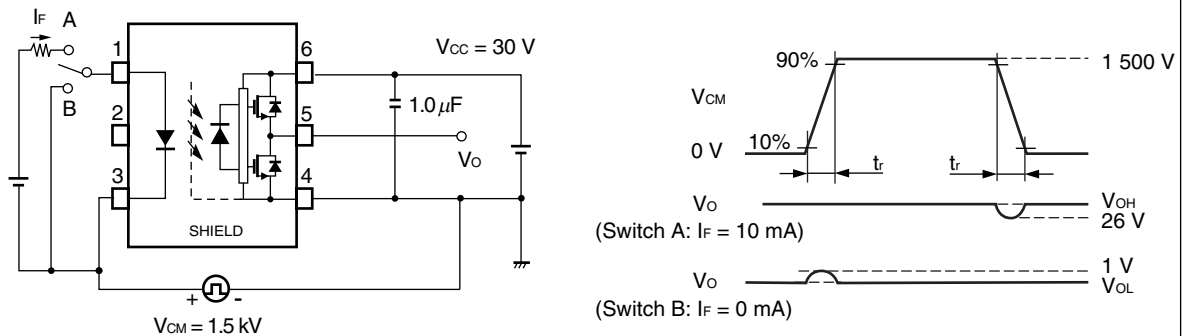 IF
A
B
1
2
3
6
5
4
SHIELD
VCC = 30 V
1.0 μF
VO
+
-
VCM = 1.5 kV
90%
1 500 V
VCM
10%
0 V
tr
tr
VO
VOH
26 V
(Switch A: IF = 10 mA)
1 V
VO
VOL
(Switch B: IF = 0 mA)